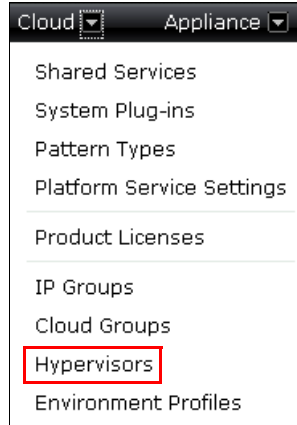 Cloud Appliance
Shared Services
System Plug-ins
Pattern Types
Platform Service Settings
Product Licenses
IP Groups
Cloud Groups
Hypervisors
Environment Profiles